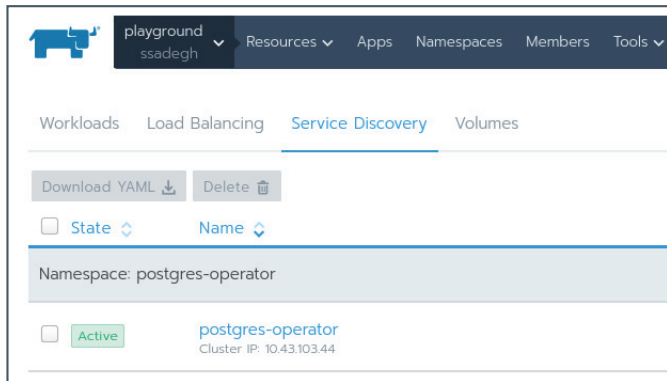 playground
ssadegh
Resources Apps Namespaces Members Tools
Workloads Load Balancing Service Discovery Volumes
Download YAML Delete
State Name
Namespace: postgres-operator
Active postgres-operator
Cluster IP: 10.43.103.44